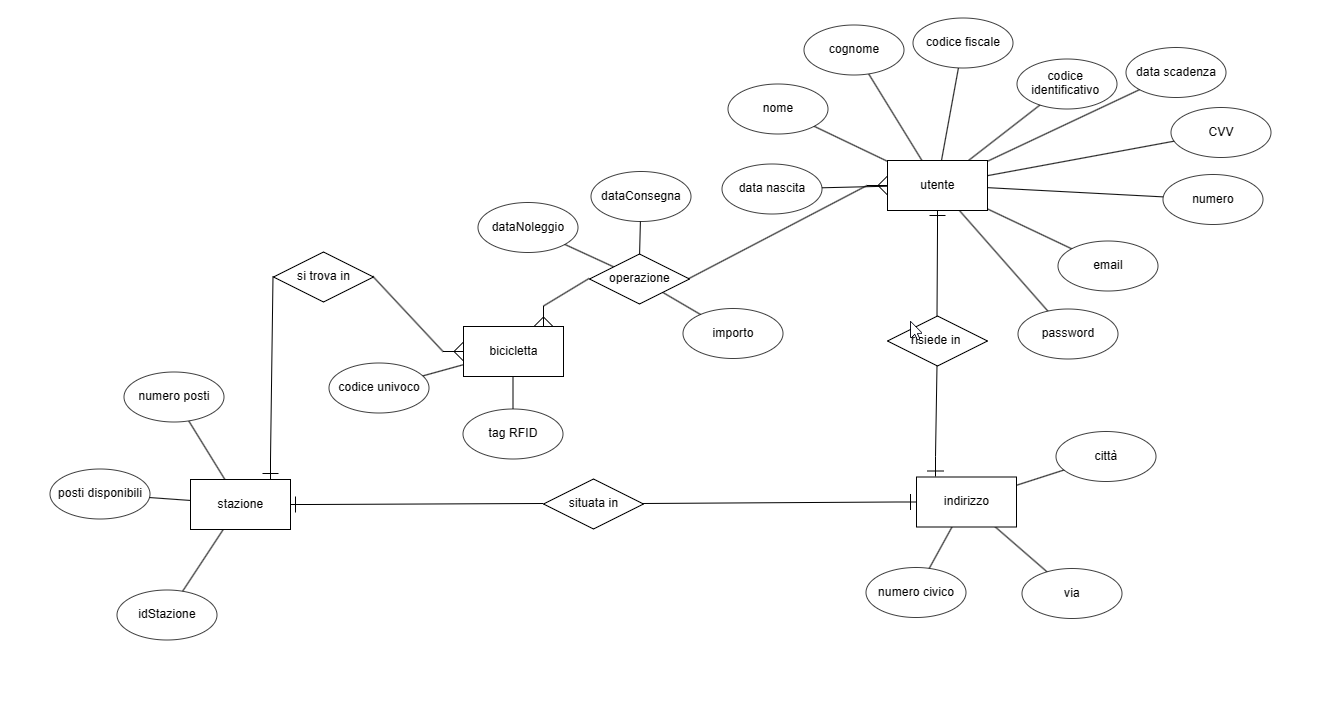 cognome
codice fiscale
codice
identificativo
data scadenza
nome
CVV
utente
data nascita
numero
dataConsegna
dataNoleggio
operazione
email
si trova in
importo
password
risiede in
bicicletta
codice univoco
tag RFID
numero posti
città
posti disponibili
stazione
situata in
indirizzo
numero civico
via
idStazione